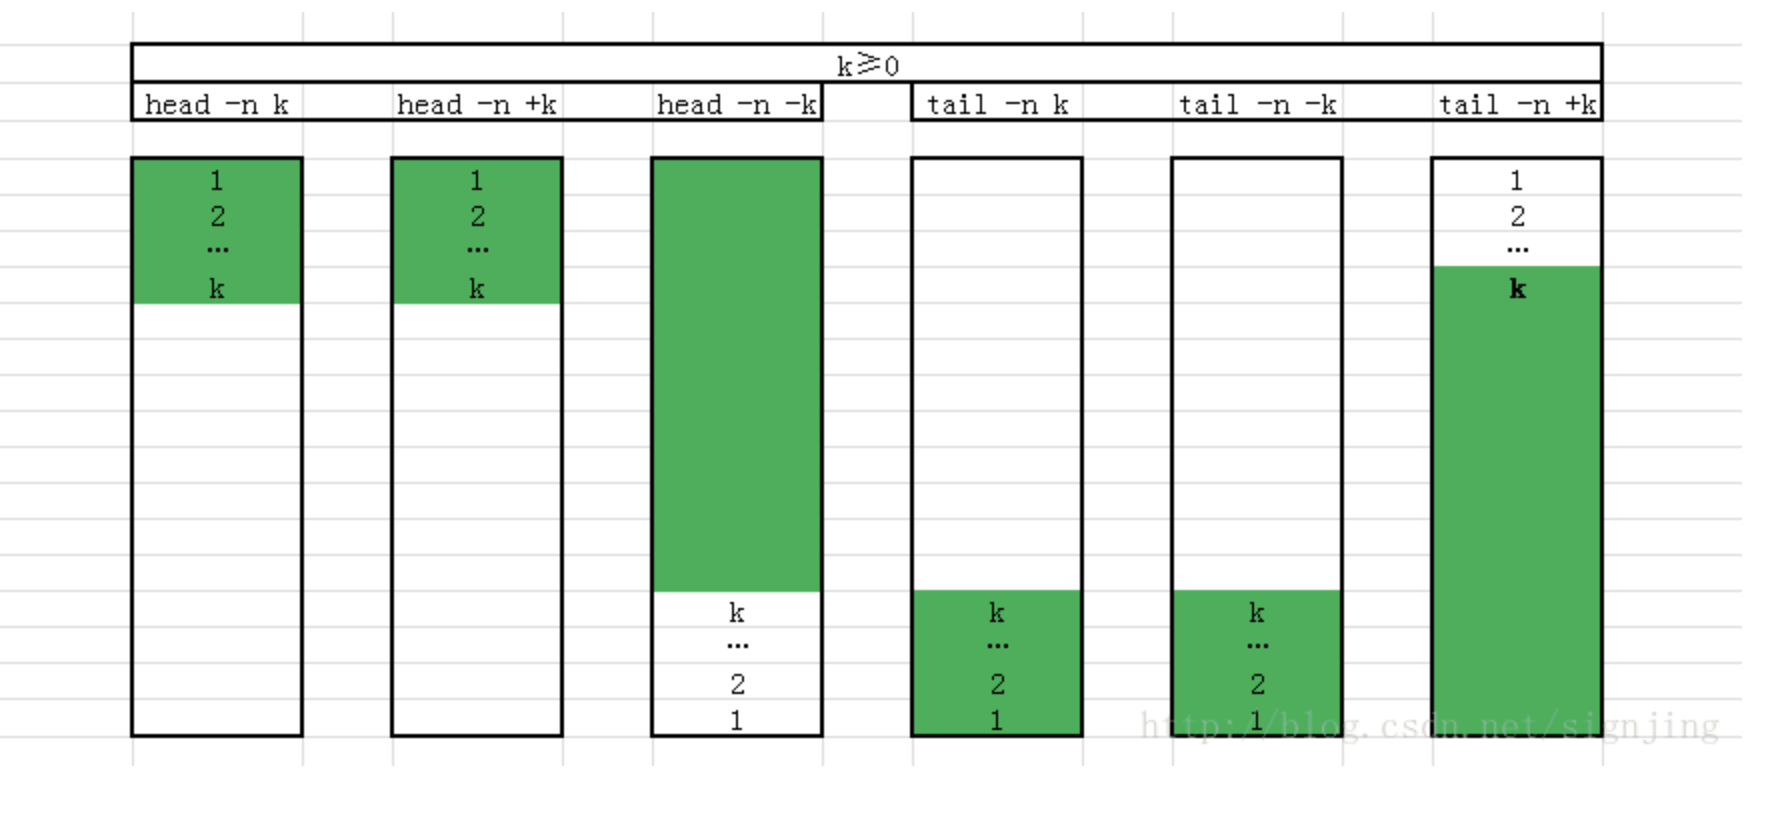 k≥0
head -n k head -n +k head -n -k tail -n k tail -n -k tail -n +k
1 1 1
2 2 2
... ... ...
k k k
k k k
... ... ...
2 2 2
1 1 1
http://blog.csdn.net/signjing